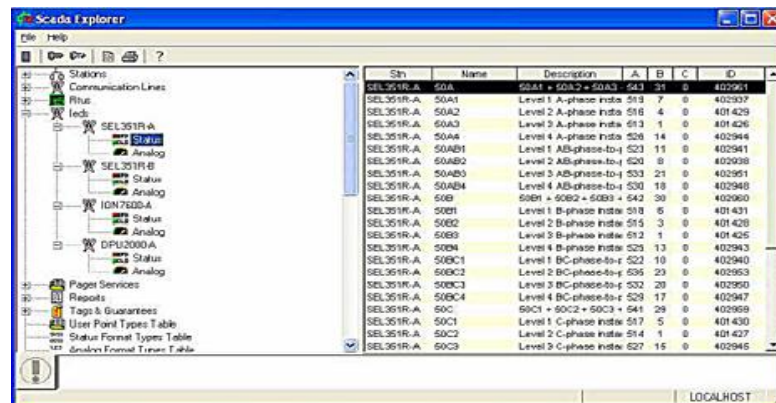 Scada Explorer
File Help
Stations
Communication Lines
Rtus
Ieds
SEL351R-A
Status
Analog
SEL351R-B
Status
Analog
ION7600-A
Status
Analog
DPU2000-A
Status
Analog
Pager Services
Reports
Tags & Guarantees
User Point Types Table
Status Format Types Table
Analog Format Types Table
Stn Name Description A B C ID
SEL351R-A 50A 50A1 + 50A2 + 50A3 - 543 31 0 402961
SEL351R-A 50A1 Level 1 A-phase insta 519 7 0 402937
SEL351R-A 50A2 Level 2 A-phase insta 516 4 0 401429
SEL351R-A 50A3 Level 3 A-phase insta 513 1 0 401426
SEL351R-A 50A4 Level 4 A-phase insta 526 14 0 402944
SEL351R-A 50AB1 Level 1 AB-phase-to-p 523 11 0 402941
SEL351R-A 50AB2 Level 2 AB-phase-to-p 520 8 0 402938
SEL351R-A 50AB3 Level 3 AB-phase-to-p 533 21 0 402951
SEL351R-A 50AB4 Level 4 AB-phase-to-p 530 18 0 402948
SEL351R-A 50B 50B1 + 50B2 + 50B3 + 542 30 0 402960
SEL351R-A 50B1 Level 1 B-phase insta 518 6 0 401431
SEL351R-A 50B2 Level 2 B-phase insta 515 3 0 401428
SEL351R-A 50B3 Level 3 B-phase insta 512 1 0 401425
SEL351R-A 50B4 Level 4 B-phase insta 525 13 0 402943
SEL351R-A 50BC1 Level 1 BC-phase-to-p 522 10 0 402940
SEL351R-A 50BC2 Level 2 BC-phase-to-p 535 23 0 402953
SEL351R-A 50BC3 Level 3 BC-phase-to-p 532 20 0 402950
SEL351R-A 50BC4 Level 4 BC-phase-to-p 529 17 0 402947
SEL351R-A 50C 50C1 + 50C2 + 50C3 + 541 29 0 402959
SEL351R-A 50C1 Level 1 C-phase insta 517 5 0 401430
SEL351R-A 50C2 Level 2 C-phase insta 514 1 0 401427
SEL351R-A 50C3 Level 3 C-phase insta 527 15 0 402945
LOCALHOST